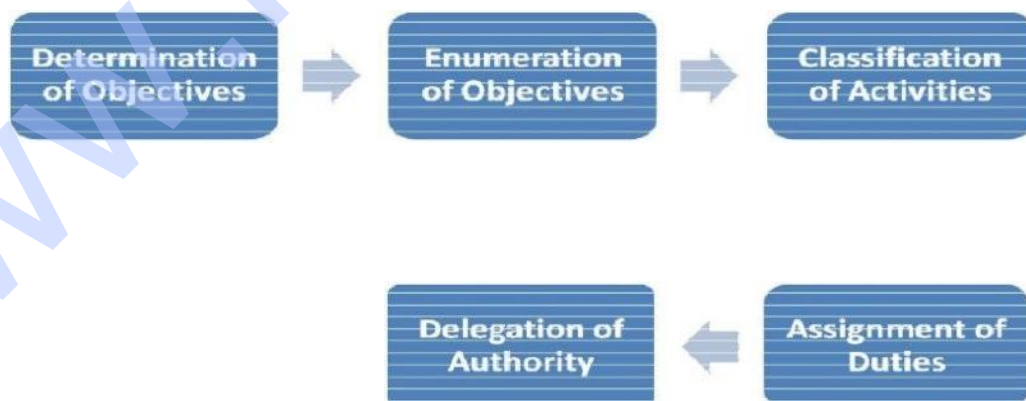 Determination
of Objectives
Enumeration
of Objectives
Classification
of Activities
Assignment of
Duties
Delegation of
Authority